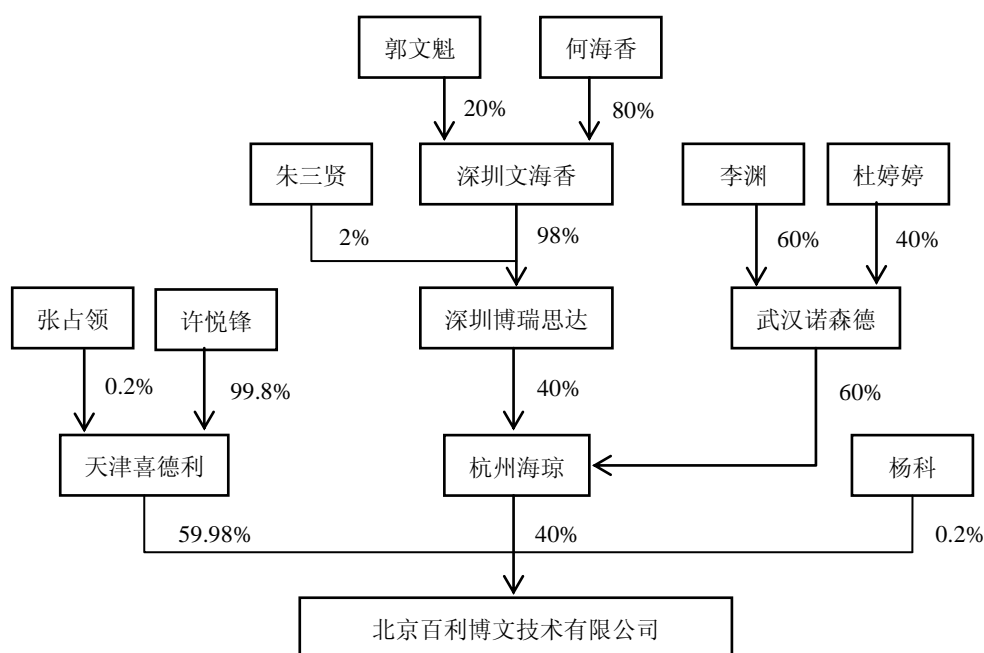 郭文魁
何海香
20%
80%
朱三贤
深圳文海香
李渊
杜婷婷
2%
98%
60%
40%
张占领
许悦锋
深圳博瑞思达
武汉诺森德
0.2%
99.8%
40%
60%
天津喜德利
杭州海琼
杨科
59.98%
40%
0.2%
北京百利博文技术有限公司